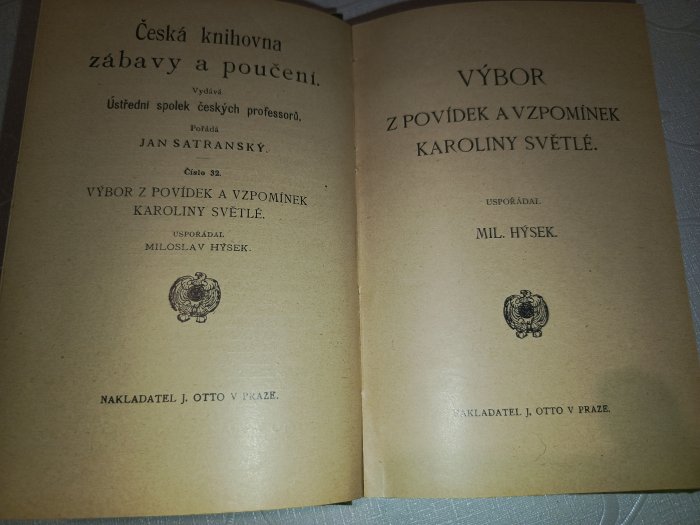 Česká knihovna
zábavy a poučení.
Vydává
Ústřední spolek českých professorů.
Pořádá
JAN SATRANSKÝ.
Číslo 32.
VÝBOR Z POVÍDEK A VZPOMÍNEK
KAROLINY SVĚTLÉ.
USPOŘÁDAL
MILOSLAV HÝSEK.
NAKLADATEL J. OTTO V PRAZE.
VÝBOR
Z POVÍDEK A VZPOMÍNEK
KAROLINY SVĚTLÉ.
USPOŘÁDAL
MIL. HÝSEK.
NAKLADATEL J. OTTO V PRAZE.